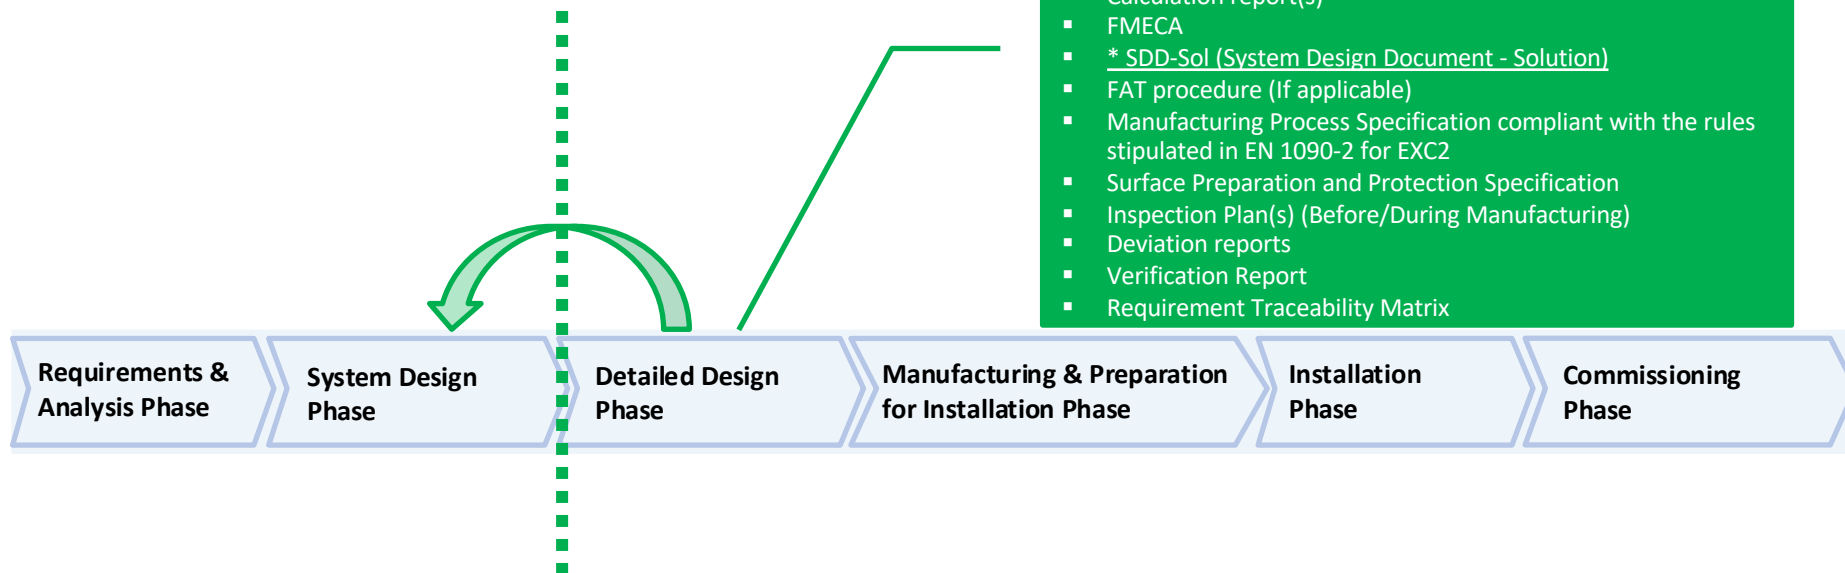 Calculation report(s)
▪ FMECA
▪ * SDD-Sol (System Design Document - Solution)
▪ FAT procedure (If applicable)
▪ Manufacturing Process Specification compliant with the rules
stipulated in EN 1090-2 for EXC2
▪ Surface Preparation and Protection Specification
▪ Inspection Plan(s) (Before/During Manufacturing)
▪ Deviation reports
▪ Verification Report
▪ Requirement Traceability Matrix
Requirements &
Analysis Phase
System Design
Phase
Detailed Design
Phase
Manufacturing & Preparation
for Installation Phase
Installation
Phase
Commissioning
Phase